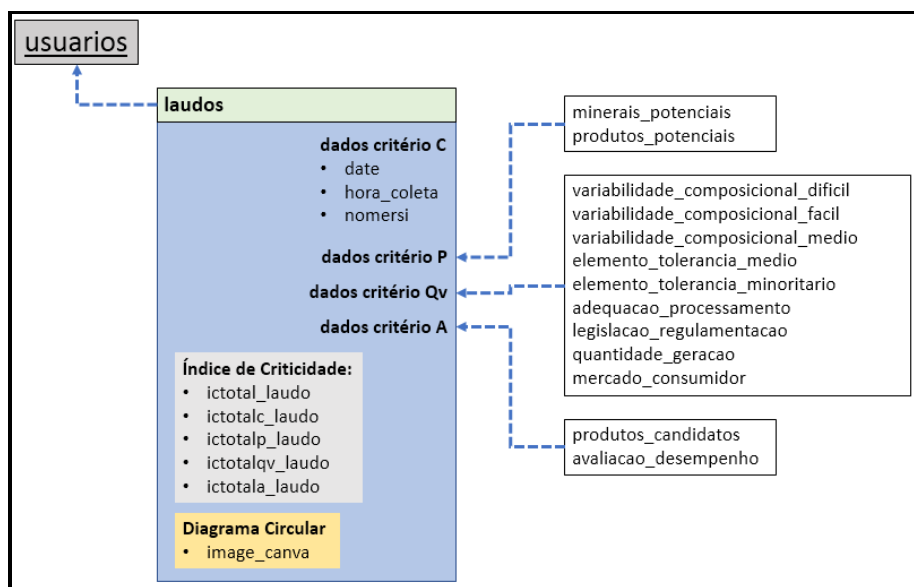 usuarios
laudos
dados critério C
• date
• hora_coleta
• nomersi
dados critério P
dados critério Qv
dados critério A
Índice de Criticidade:
• ictotal_laudo
• ictotalc_laudo
• ictotalp_laudo
• ictotalqv_laudo
• ictotala_laudo
Diagrama Circular
• image_canva
minerais_potenciais
produtos_potenciais
variabilidade_composicional_dificil
variabilidade_composicional_facil
variabilidade_composicional_medio
elemento_tolerancia_medio
elemento_tolerancia_minoritario
adequacao_processamento
legislacao_regulamentacao
quantidade_geracao
mercado_consumidor
produtos_candidatos
avaliacao_desempenho